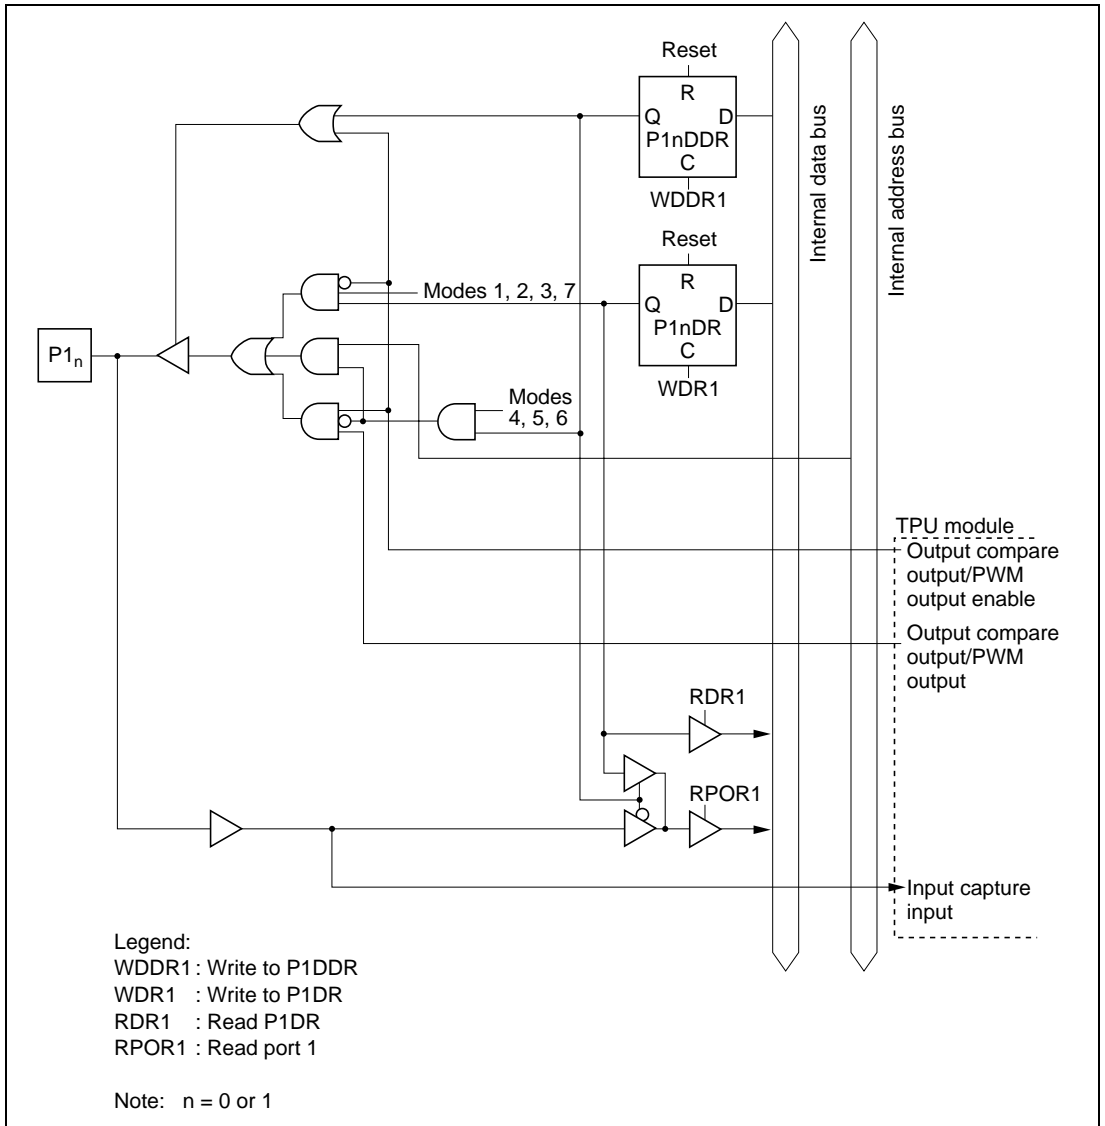 Reset
R
Q D
P1nDDR
C
WDDR1
Reset
R
Q D
P1nDR
C
WDR1
Internal data bus
Internal address bus
Modes 1, 2, 3, 7
P1n
Modes
4, 5, 6
TPU module
Output compare
output/PWM
output enable
Output compare
output/PWM
output
RDR1
RPOR1
Input capture
input
Legend:
WDDR1 : Write to P1DDR
WDR1 : Write to P1DR
RDR1 : Read P1DR
RPOR1 : Read port 1
Note: n = 0 or 1